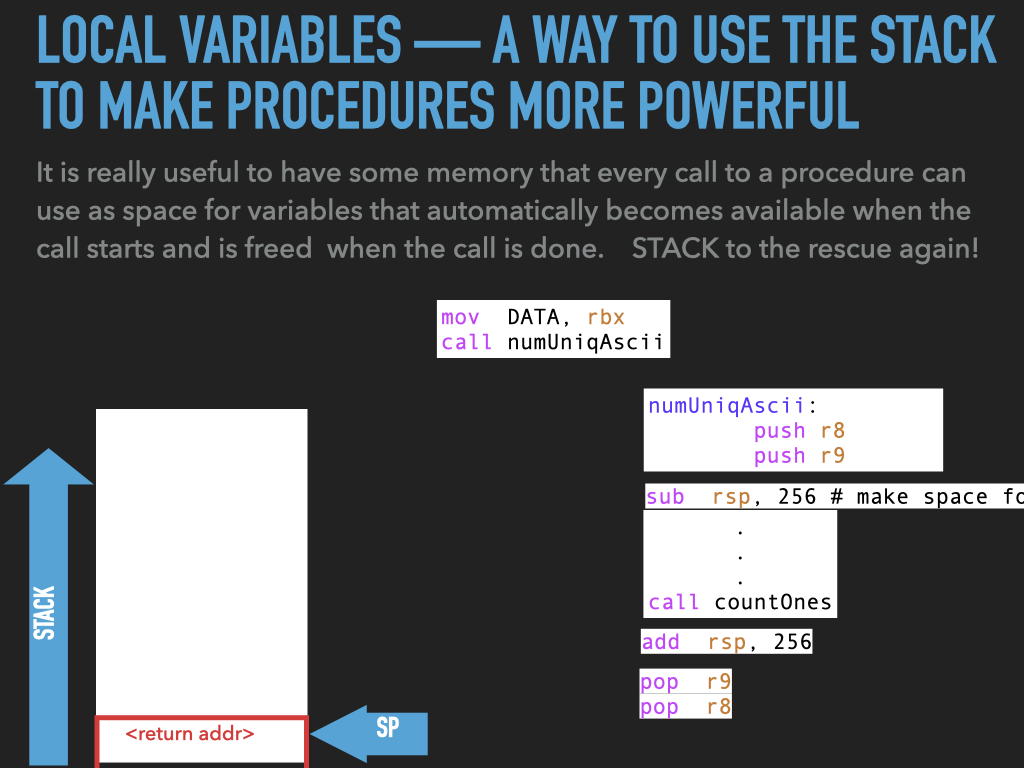 LOCAL VARIABLES — A WAY TO USE THE STACK
TO MAKE PROCEDURES MORE POWERFUL
It is really useful to have some memory that every call to a procedure can
use as space for variables that automatically becomes available when the
call starts and is freed when the call is done. STACK to the rescue again!
mov DATA, rbx
call numUniqAscii
numUniqAscii:
push r8
push r9
sub rsp, 256 # make space fo
.
.
.
call countOnes
add rsp, 256
pop r9
pop r8
STACK
<return addr>
SP